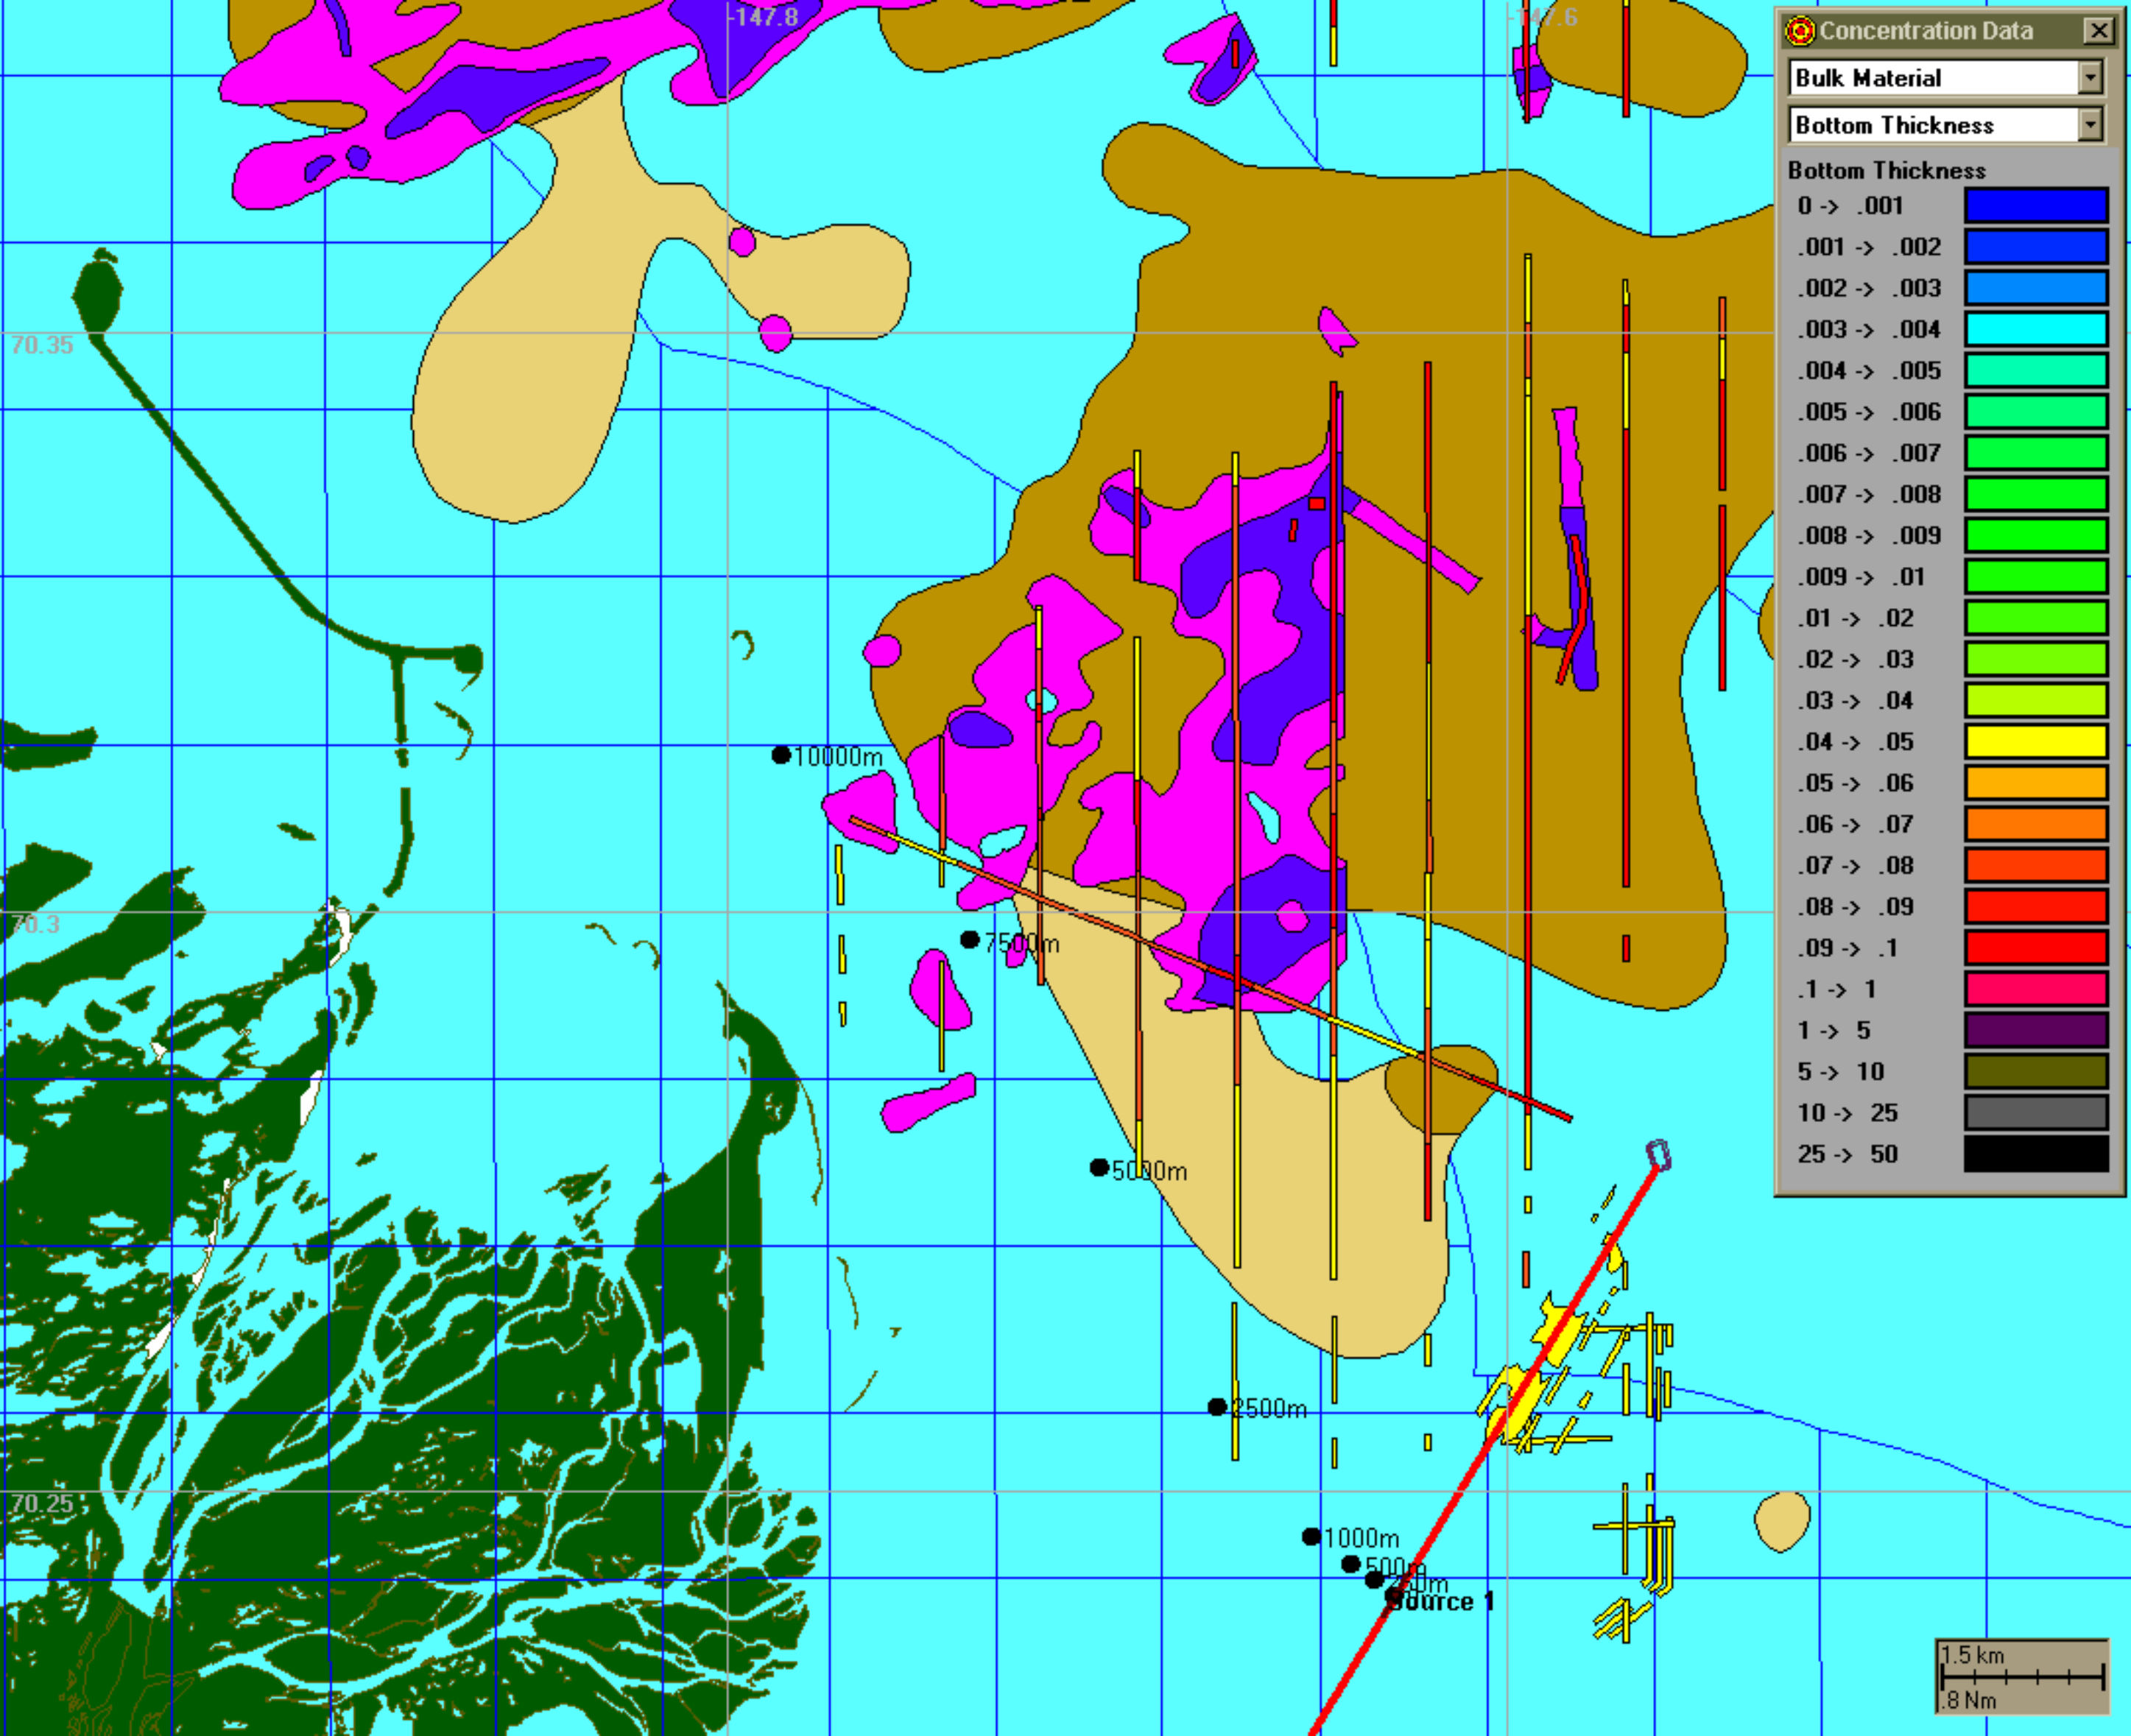 -147.8
-147.6
Concentration Data
Bulk Material
Bottom Thickness
Bottom Thickness
0 -> .001
.001 -> .002
.002 -> .003
.003 -> .004
.004 -> .005
.005 -> .006
.006 -> .007
.007 -> .008
.008 -> .009
.009 -> .01
.01 -> .02
.02 -> .03
.03 -> .04
.04 -> .05
.05 -> .06
.06 -> .07
.07 -> .08
.08 -> .09
.09 -> .1
.1 -> 1
1 -> 5
5 -> 10
10 -> 25
25 -> 50
70.35
10000m
70.3
7500m
5000m
2500m
70.25
1000m
500m
Source 1
1.5 km
.8 Nm